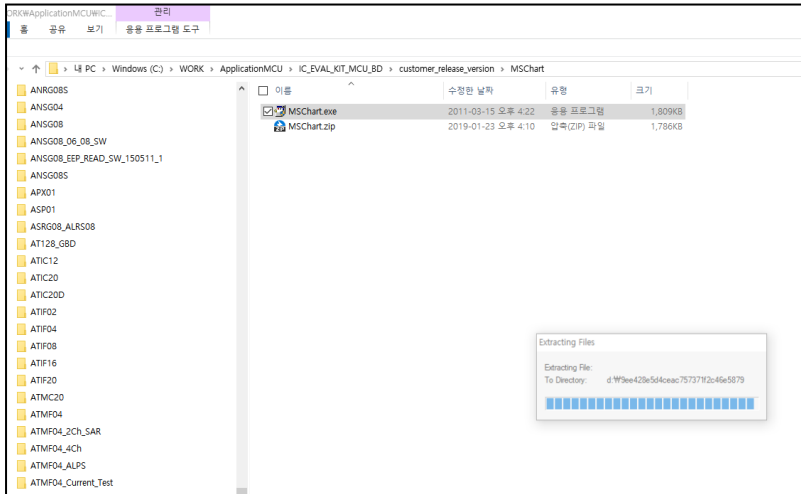 ORK₩ApplicationMCU₩IC... 관리
홈 공유 보기 응용 프로그램 도구
> 내 PC > Windows (C:) > WORK > ApplicationMCU > IC_EVAL_KIT_MCU_BD > customer_release_version > MSChart
이름 수정한 날짜 유형 크기
MSChart.exe 2011-03-15 오후 4:22 응용 프로그램 1,809KB
MSChart.zip 2019-01-23 오후 4:10 압축(ZIP) 파일 1,786KB
ANRG08S
ANSG04
ANSG08
ANSG08_06_08_SW
ANSG08_EEP_READ_SW_150511_1
ANSG08S
APX01
ASP01
ASRG08_ALRS08
AT128_GBD
ATIC12
ATIC20
ATIC20D
ATIF02
ATIF04
ATIF08
ATIF16
ATIF20
ATMC20
ATMF04
ATMF04_2Ch_SAR
ATMF04_4Ch
ATMF04_ALPS
ATMF04_Current_Test
Extracting Files
Extracting File:
To Directory: d:₩9ee428e5d4ceac757371f2c46e5879